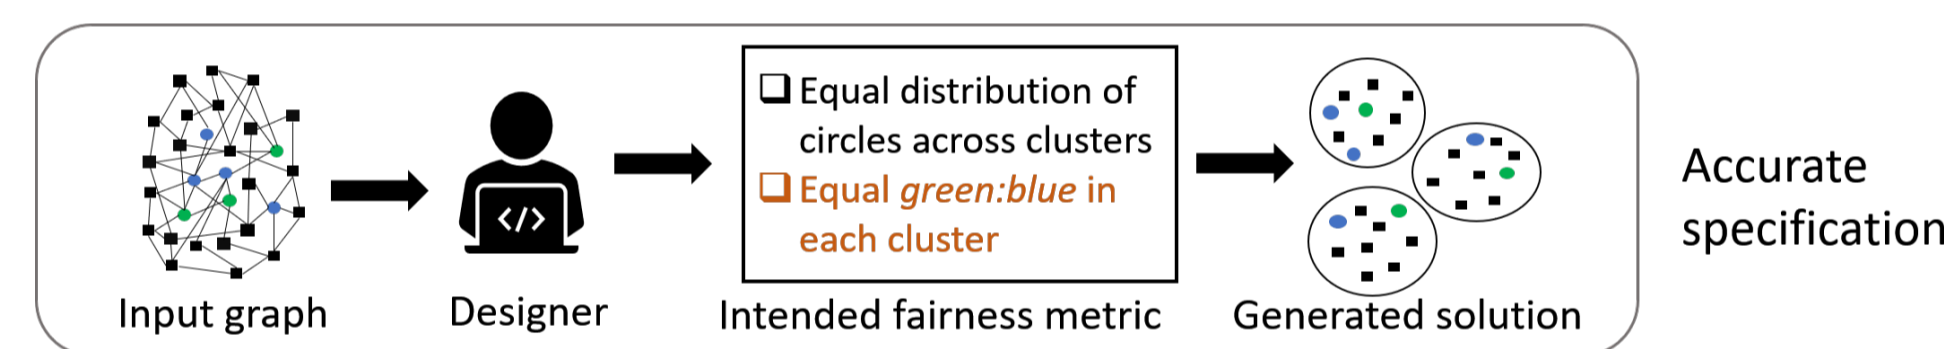 Equal distribution of
circles across clusters
Equal green:blue in
each cluster
</>
Input graph
Designer
Intended fairness metric
Generated solution
Accurate
specification